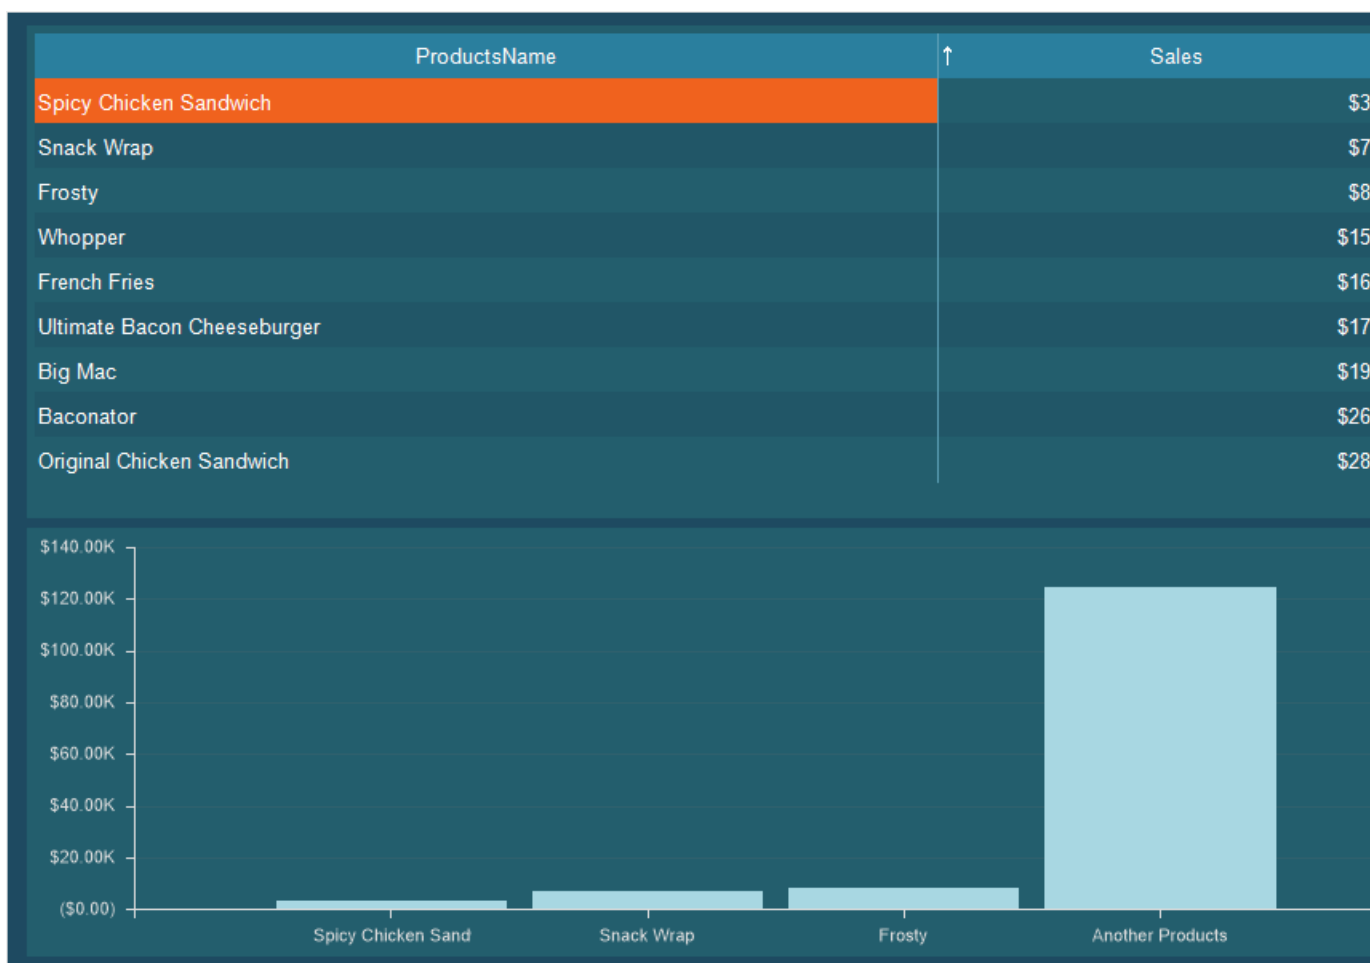 ProductsName ↑ Sales
Spicy Chicken Sandwich $3
Snack Wrap $7
Frosty $8
Whopper $15
French Fries $16
Ultimate Bacon Cheeseburger $17
Big Mac $19
Baconator $26
Original Chicken Sandwich $28
$140.00K
$120.00K
$100.00K
$80.00K
$60.00K
$40.00K
$20.00K
($0.00)
Spicy Chicken Sand Snack Wrap Frosty Another Products